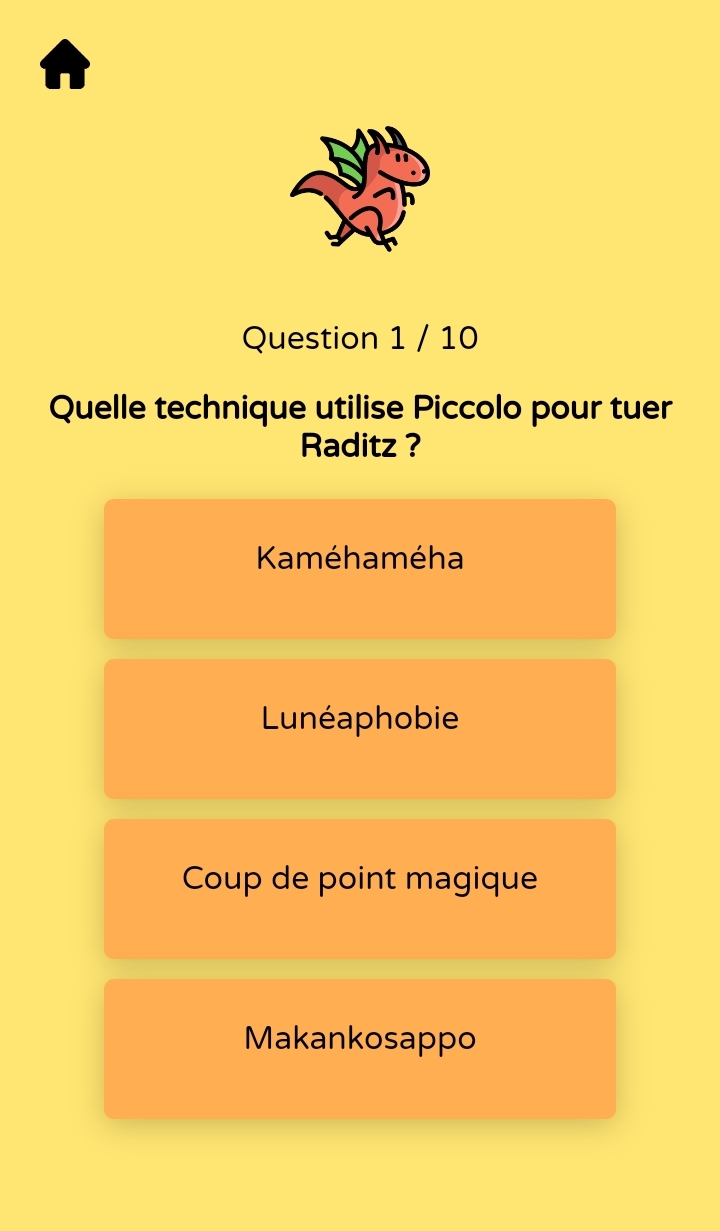 Question 1 / 10
Quelle technique utilise Piccolo pour tuer
Raditz ?
Kaméhaméha
Lunéaphobie
Coup de point magique
Makankosappo